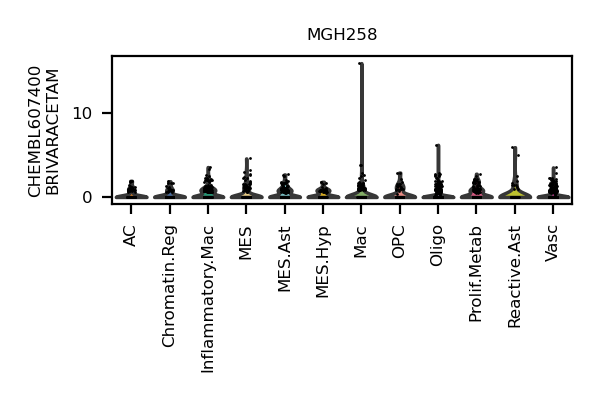 MGH258
CHEMBL607400
BRIVARACETAM
10
0
AC
Chromatin.Reg
Inflammatory.Mac
MES
MES.Ast
MES.Hyp
Mac
OPC
Oligo
Prolif.Metab
Reactive.Ast
Vasc